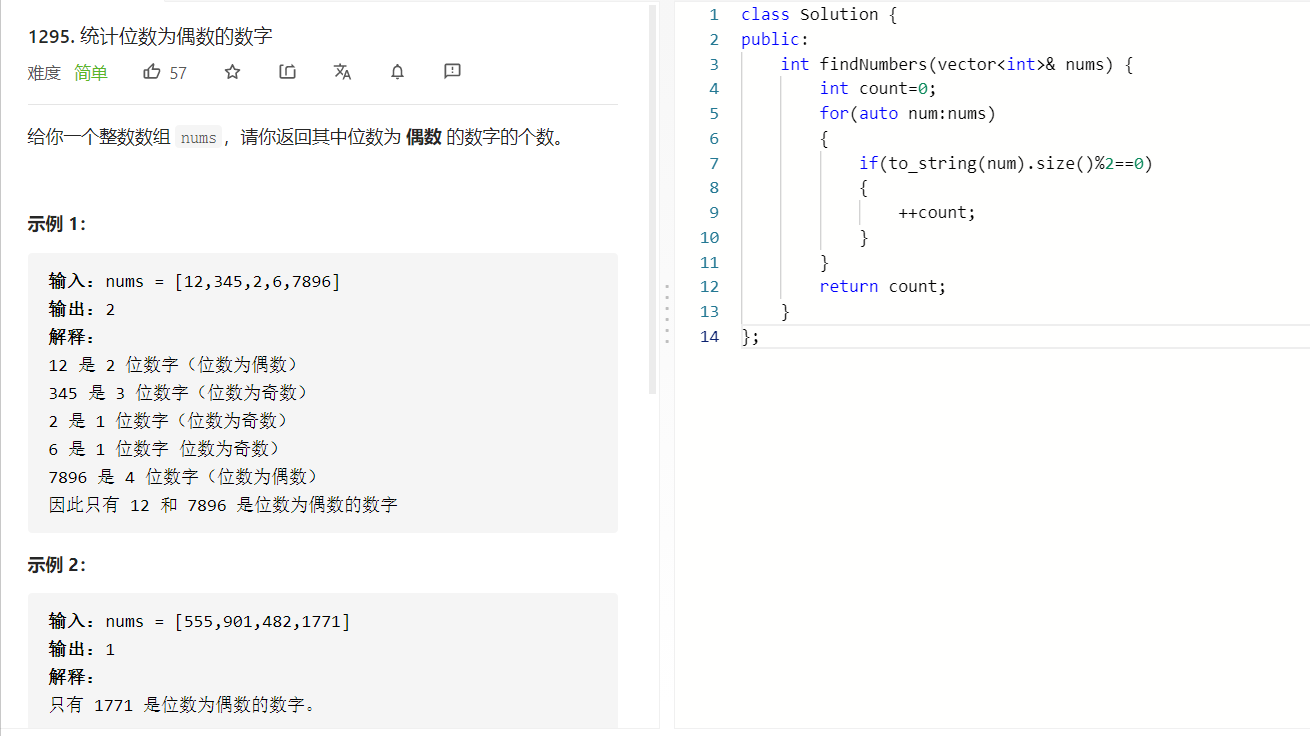 1295. 统计位数为偶数的数字
难度 简单 57
给你一个整数数组 nums，请你返回其中位数为 偶数 的数字的个数。
示例 1：
输入：nums = [12,345,2,6,7896]
输出：2
解释：
12 是 2 位数字（位数为偶数）
345 是 3 位数字（位数为奇数）
2 是 1 位数字（位数为奇数）
6 是 1 位数字 位数为奇数）
7896 是 4 位数字（位数为偶数）
因此只有 12 和 7896 是位数为偶数的数字
示例 2：
输入：nums = [555,901,482,1771]
输出：1
解释：
只有 1771 是位数为偶数的数字。
1 class Solution {
2 public:
3     int findNumbers(vector<int>& nums) {
4         int count=0;
5         for(auto num:nums)
6         {
7             if(to_string(num).size()%2==0)
8             {
9                 ++count;
10             }
11         }
12         return count;
13     }
14 };